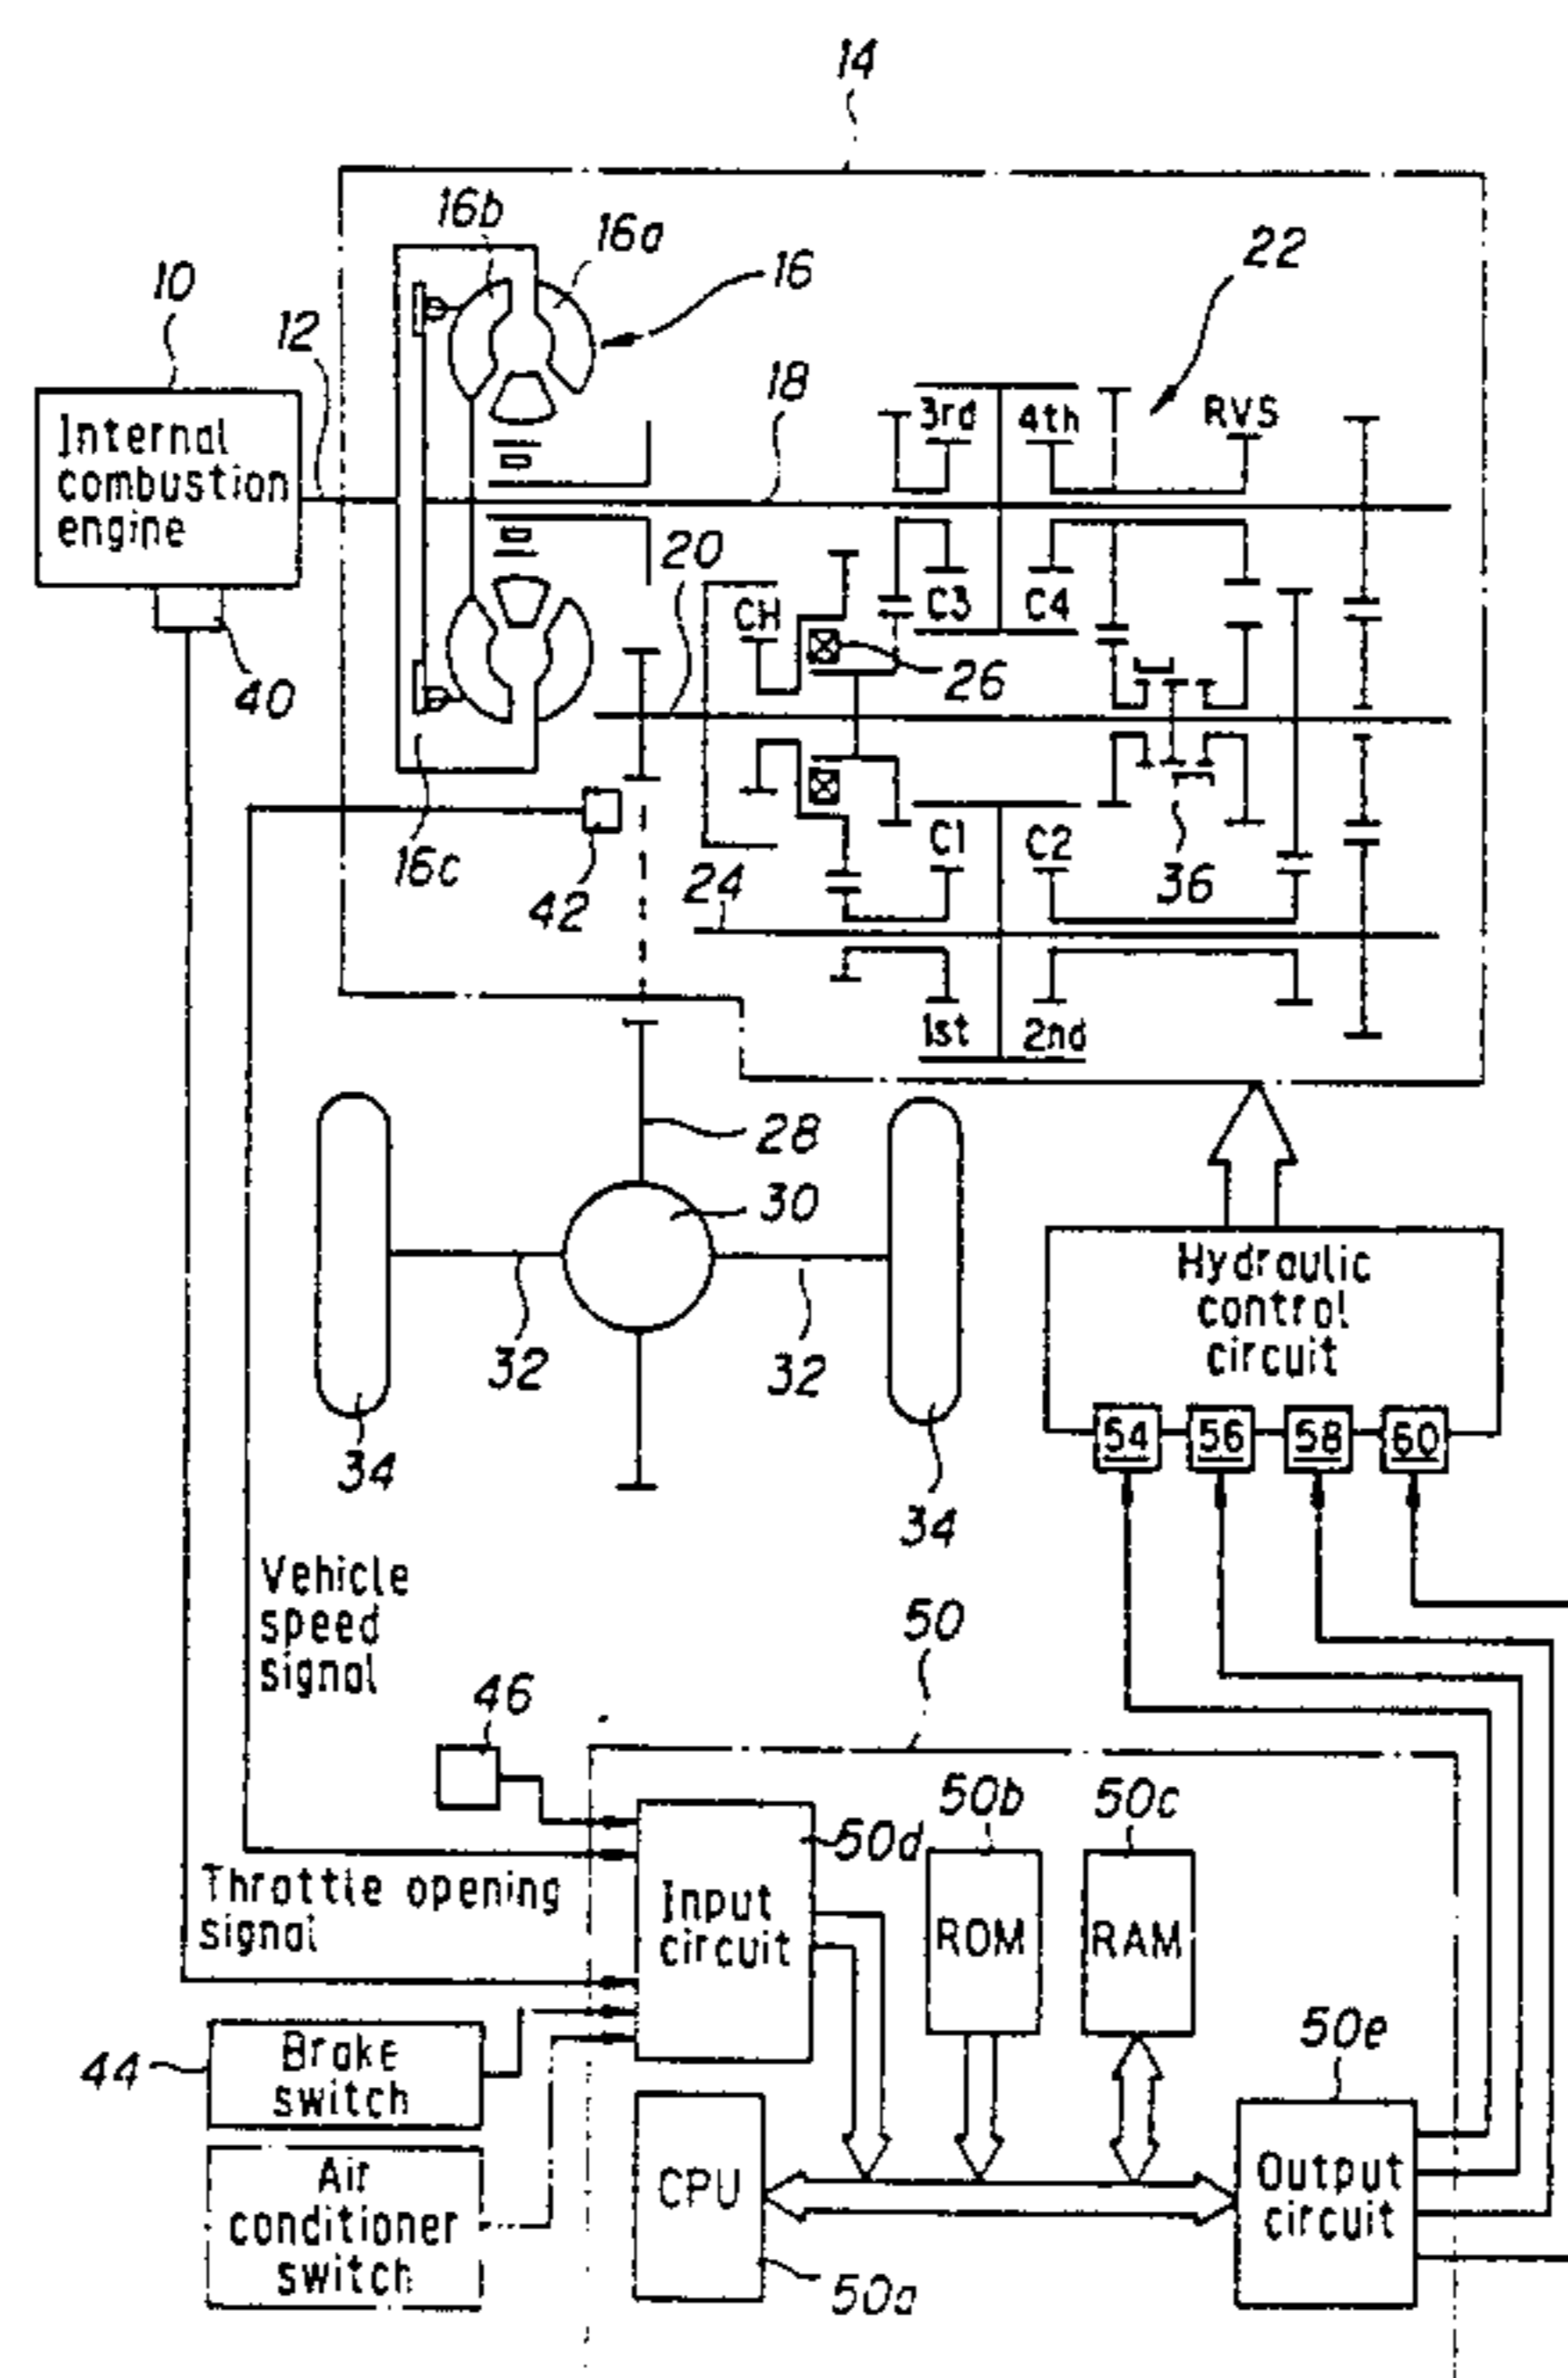 14
16b
16a
16
22
10
12
18
3rd
4th
RVS
Internal
combustion
engine
20
CH
C3
C4
26
40
16c
42
24
C1
C2
36
1st
2nd
28
30
32
32
34
34
Hydraulic
control
circuit
54
56
58
60
Vehicle
speed
signal
50
46
50d
50b
50c
Throttle opening
signal
Input
circuit
ROM
RAM
44
Brake
switch
50e
Air
conditioner
switch
CPU
Output
circuit
50a